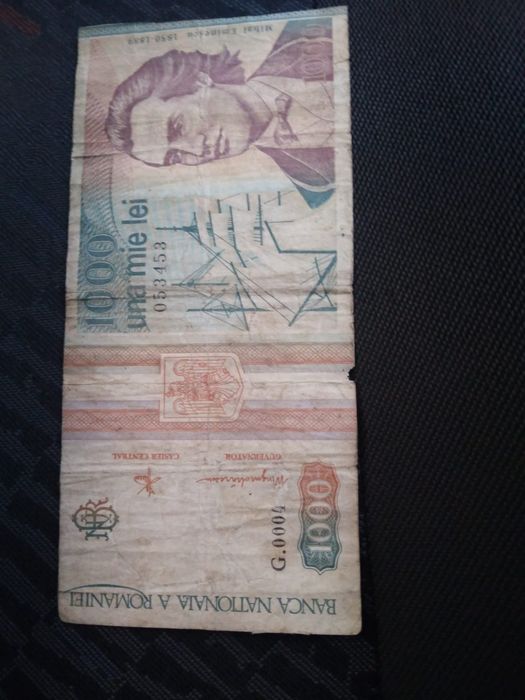 BANCA NATIONALA A ROMANIEI
1000
G.0004
GUVERNATOR
CASIER CENTRAL
1000
una mie lei
053453
Mihai Eminescu 1850-1889
1000